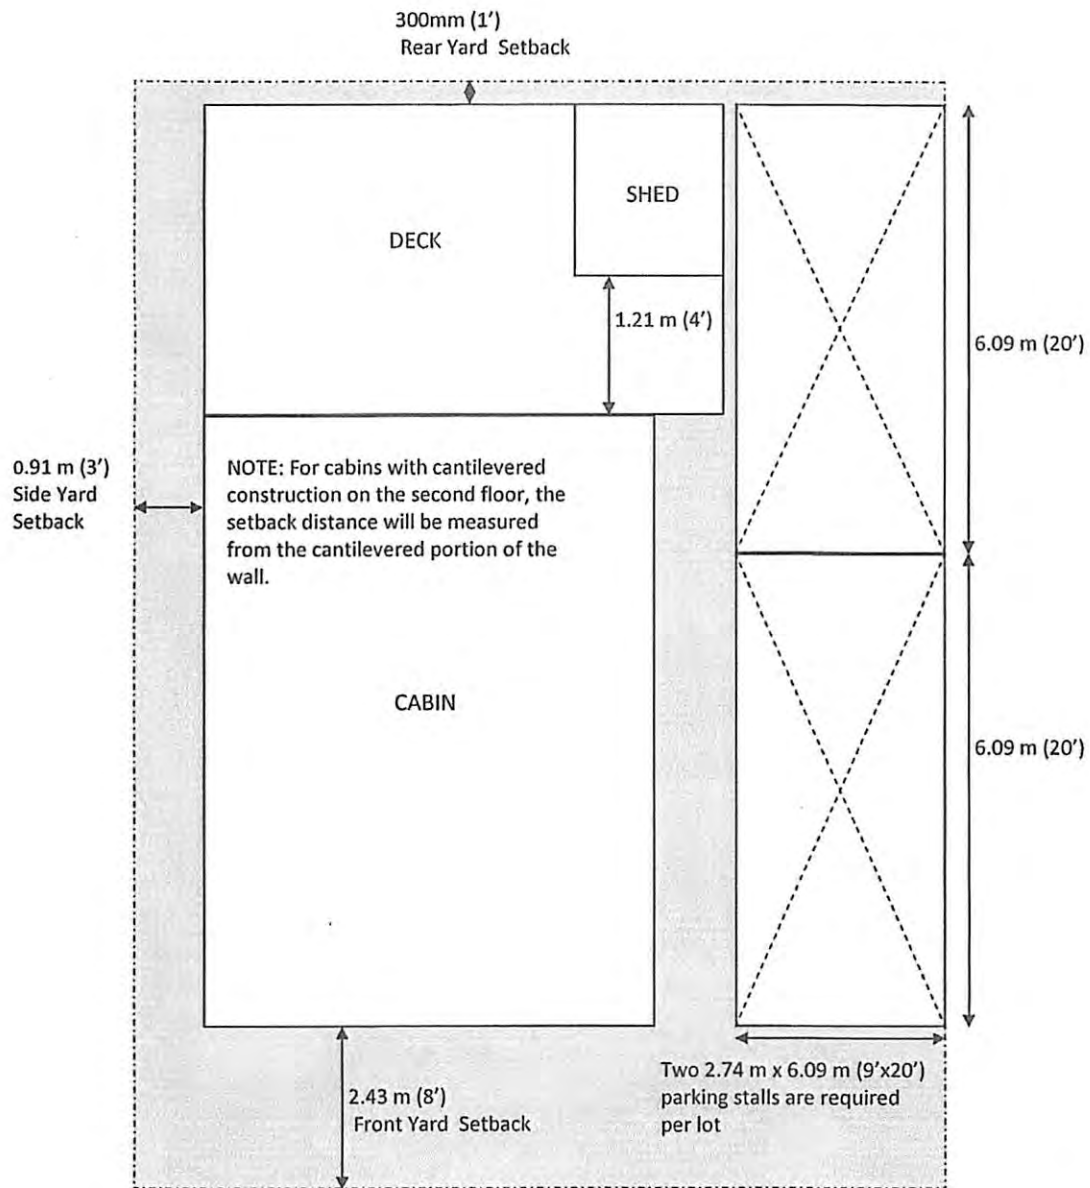 300mm (1’)
Rear Yard Setback
SHED
DECK
1.21 m (4’)
6.09 m (20’)
0.91 m (3’)
Side Yard
Setback
NOTE: For cabins with cantilevered
construction on the second floor, the
setback distance will be measured
from the cantilevered portion of the
wall.
CABIN
6.09 m (20’)
2.43 m (8’)
Front Yard Setback
Two 2.74 m x 6.09 m (9’x20’)
parking stalls are required
per lot